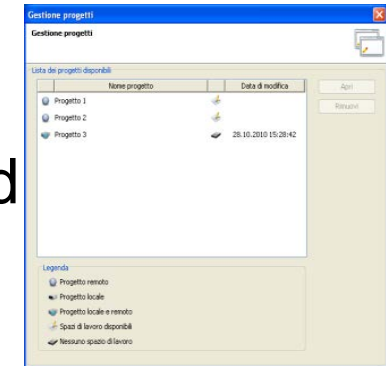 Gestione progetti
Gestione progetti
Lista dei progetti disponibili
Nome progetto Data di modifica
Apri
Progetto 1
Rimuovi
Progetto 2
Progetto 3 28.10.2010 15:28:42
d
Legenda
Progetto remoto
Progetto locale
Progetto locale e remoto
Spazi di lavoro disponibili
Nessuno spazio di lavoro